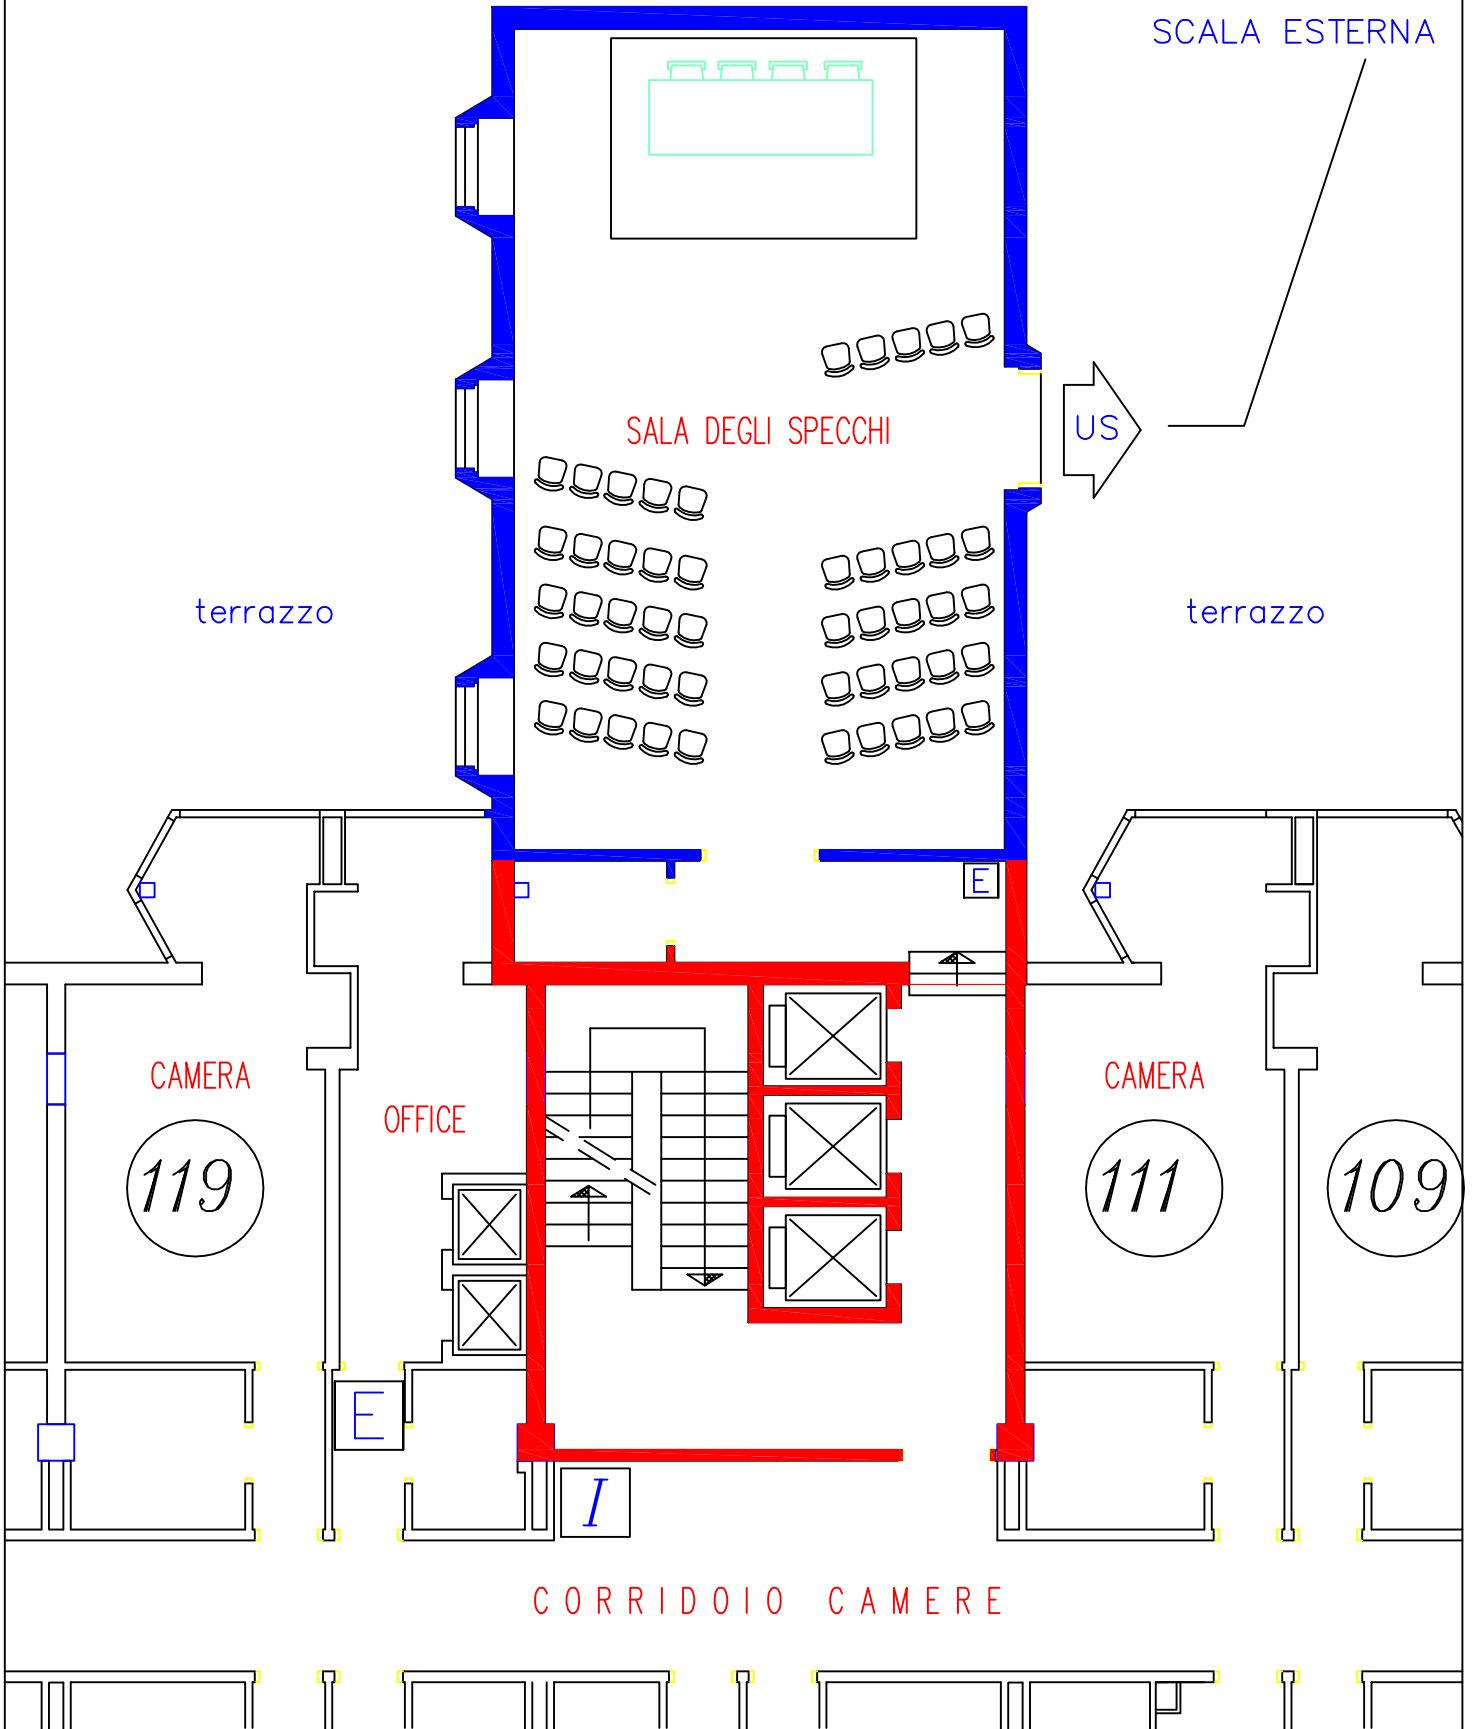 SCALA ESTERNA
US
SALA DEGLI SPECCHI
terrazzo
terrazzo
E
CAMERA
OFFICE
CAMERA
119
111
109
E
I
CORRIDOIO CAMERE